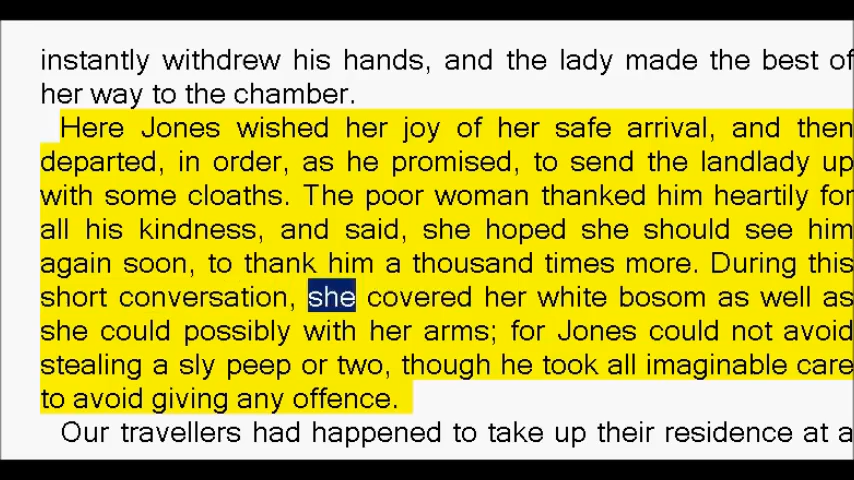 instantly withdrew his hands, and the lady made the best of
her way to the chamber.
Here Jones wished her joy of her safe arrival, and then
departed, in order, as he promised, to send the landlady up
with some cloaths. The poor woman thanked him heartily for
all his kindness, and said, she hoped she should see him
again soon, to thank him a thousand times more. During this
short conversation, she covered her white bosom as well as
she could possibly with her arms; for Jones could not avoid
stealing a sly peep or two, though he took all imaginable care
to avoid giving any offence.
Our travellers had happened to take up their residence at a